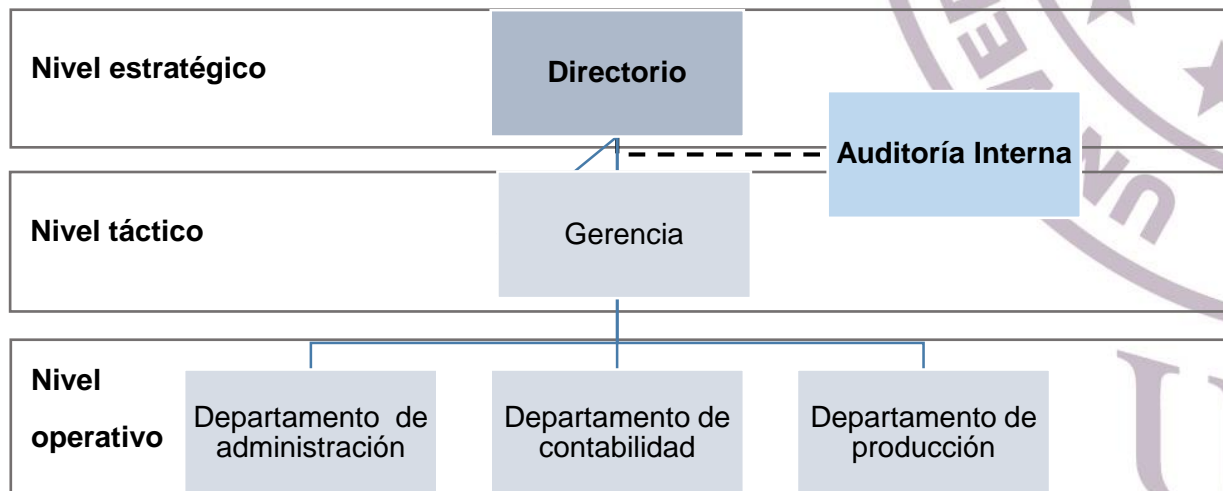 Nivel estratégico
Directorio
Auditoría Interna
Nivel táctico
Gerencia
Nivel
operativo
Departamento de
administración
Departamento de
contabilidad
Departamento de
producción